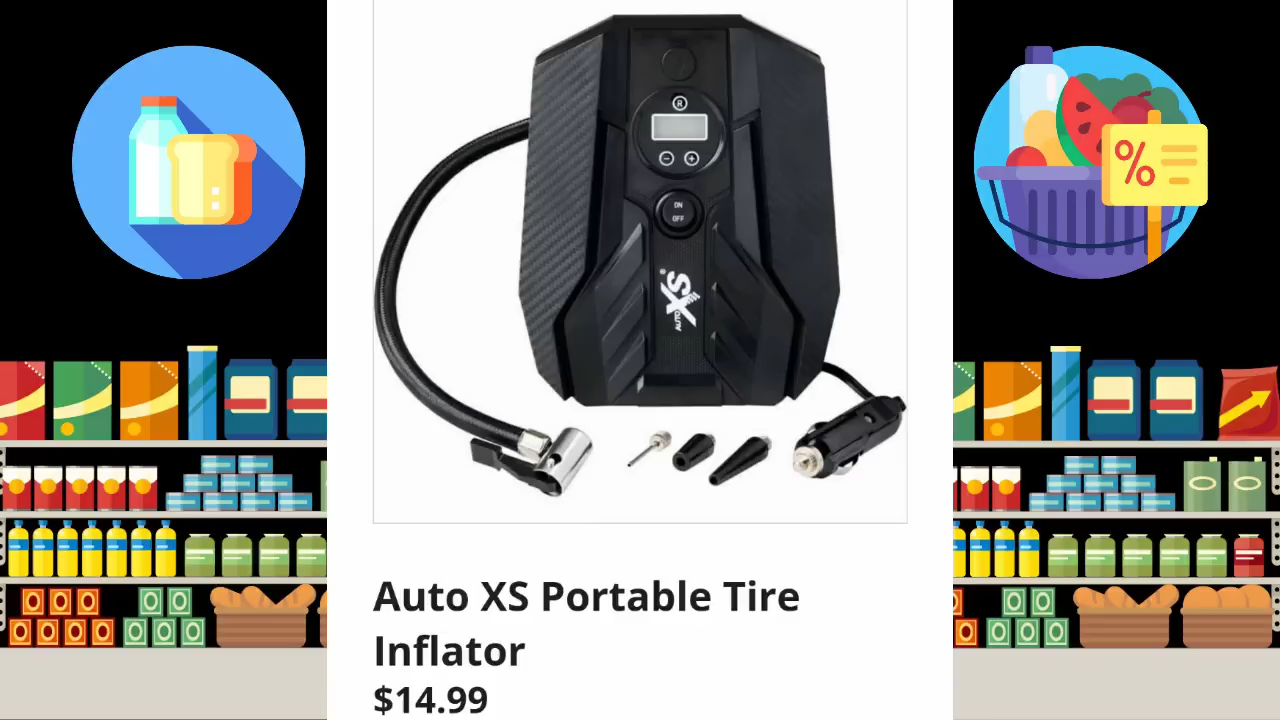 R
ON
OFF
AUTO XS®
%
Auto XS Portable Tire
Inflator
$14.99